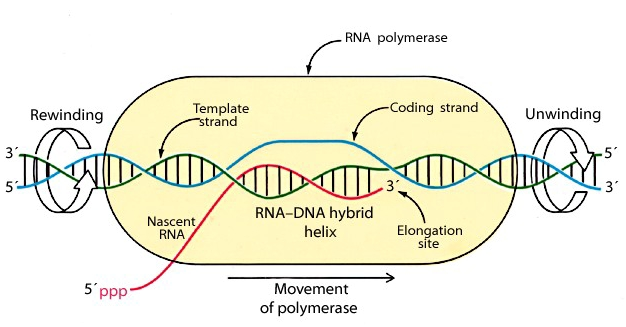 RNA polymerase
Rewinding
Template
strand
Coding strand
Unwinding
3´
5´
5´
3´
3´
Nascent
RNA
RNA–DNA hybrid
helix
Elongation
site
5´ppp
Movement
of polymerase